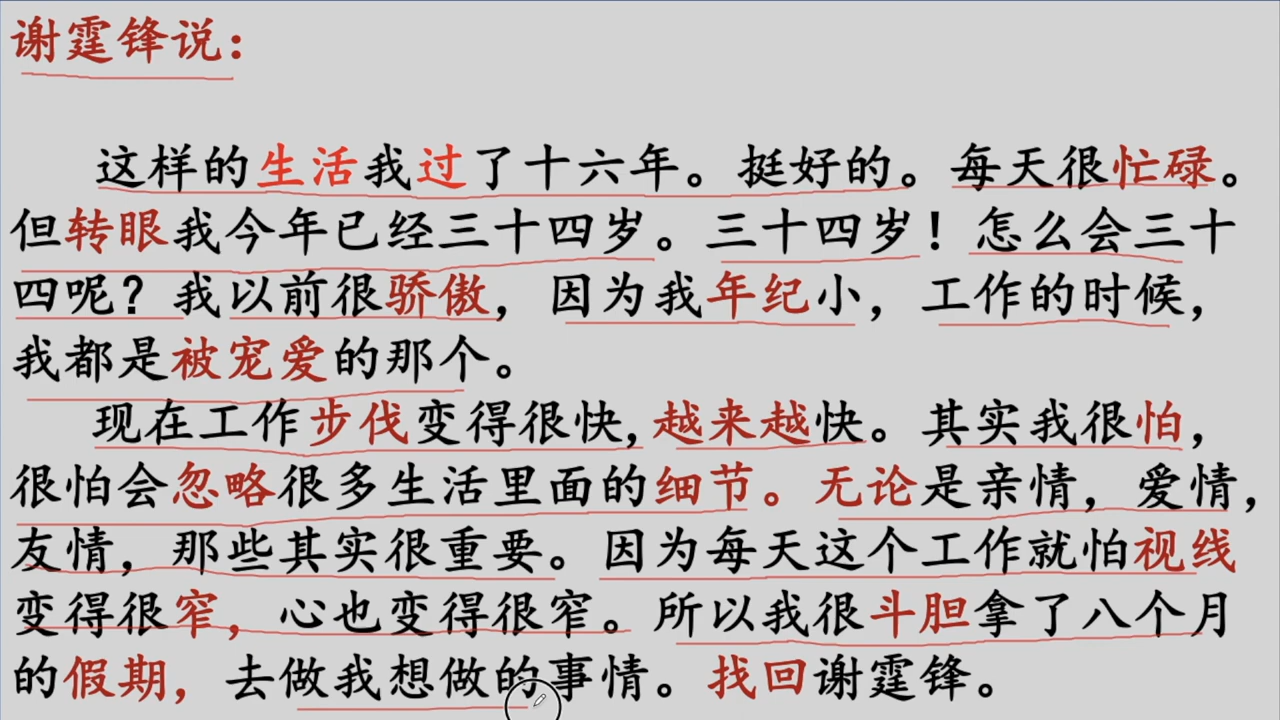 谢霆锋说：
这样的生活我过了十六年。挺好的。每天很忙碌。
但转眼我今年已经三十四岁。三十四岁！怎么会三十
四呢？我以前很骄傲，因为我年纪小，工作的时候，
我都是被宠爱的那个。
现在工作步伐变得很快,越来越快。其实我很怕，
很怕会忽略很多生活里面的细节。无论是亲情，爱情，
友情，那些其实很重要。因为每天这个工作就怕视线
变得很窄，心也变得很窄。所以我很斗胆拿了八个月
的假期，去做我想做的事情。找回谢霆锋。